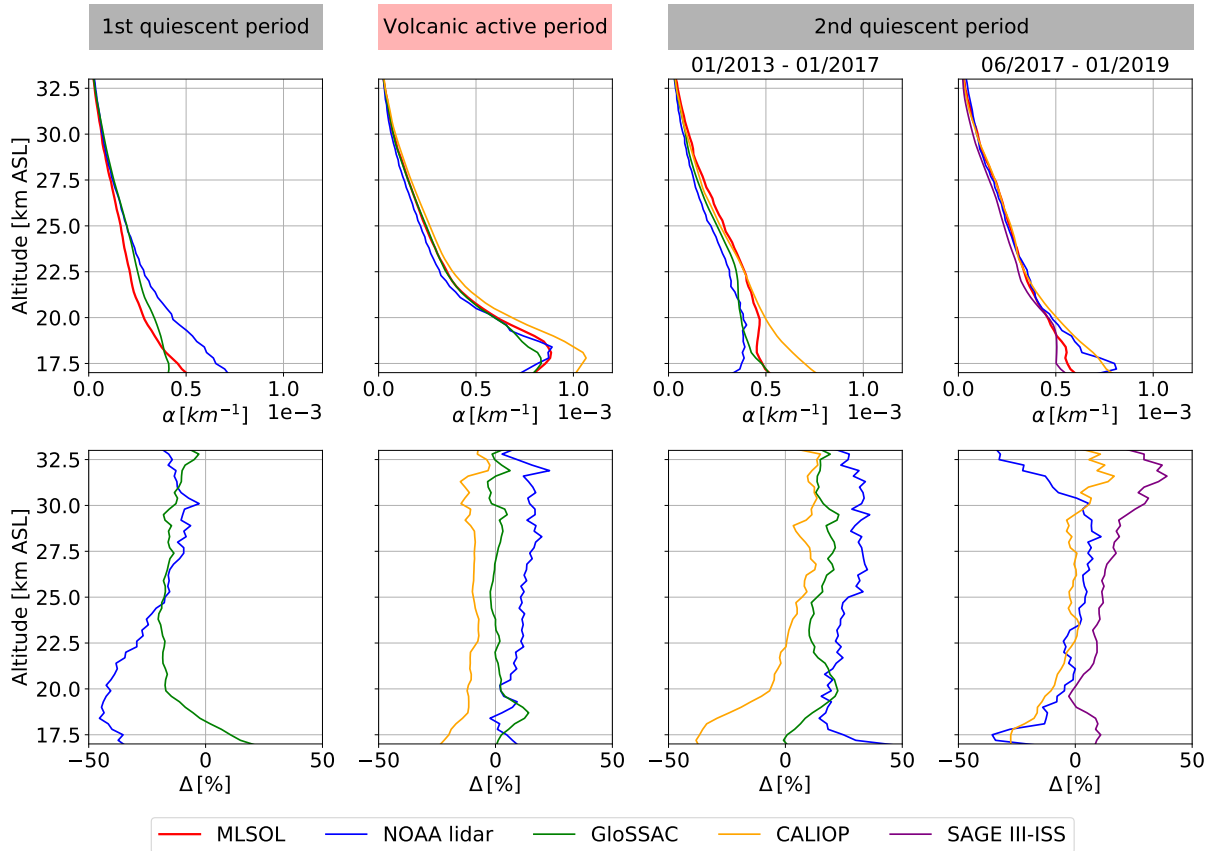 1st quiescent period
Volcanic active period
2nd quiescent period
01/2013 - 01/2017
06/2017 - 01/2019
Altitude [km ASL]
32.5
30.0
27.5
25.0
22.5
20.0
17.5
0.0 0.5 1.0
α [km⁻¹] 1e−3
0.0 0.5 1.0
α [km⁻¹] 1e−3
0.0 0.5 1.0
α [km⁻¹] 1e−3
0.0 0.5 1.0
α [km⁻¹] 1e−3
Altitude [km ASL]
32.5
30.0
27.5
25.0
22.5
20.0
17.5
−50 0 50
Δ [%]
−50 0 50
Δ [%]
−50 0 50
Δ [%]
−50 0 50
Δ [%]
MLSOL NOAA lidar GloSSAC CALIOP SAGE III-ISS